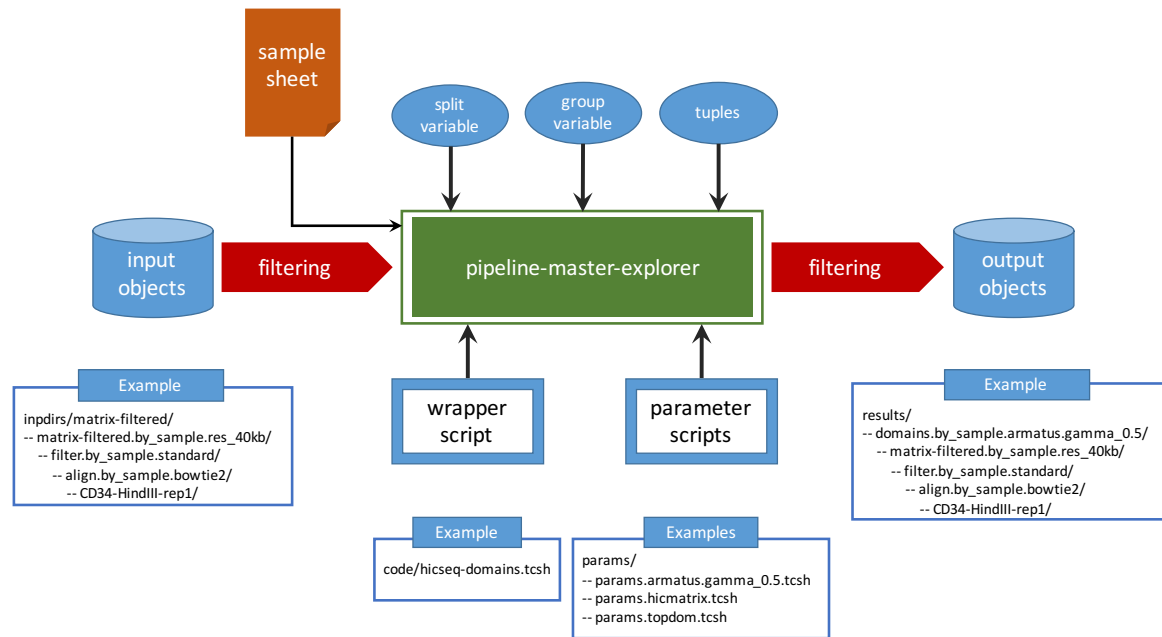 sample
sheet
split
variable
group
variable
tuples
input
objects
filtering
pipeline-master-explorer
filtering
output
objects
wrapper
script
parameter
scripts
Example
inpdirs/matrix-filtered/
-- matrix-filtered.by_sample.res_40kb/
-- filter.by_sample.standard/
-- align.by_sample.bowtie2/
-- CD34-HindIII-rep1/
Example
code/hicseq-domains.tcsh
Examples
params/
-- params.armatus.gamma_0.5.tcsh
-- params.hicmatrix.tcsh
-- params.topdom.tcsh
Example
results/
-- domains.by_sample.armatus.gamma_0.5/
-- matrix-filtered.by_sample.res_40kb/
-- filter.by_sample.standard/
-- align.by_sample.bowtie2/
-- CD34-HindIII-rep1/